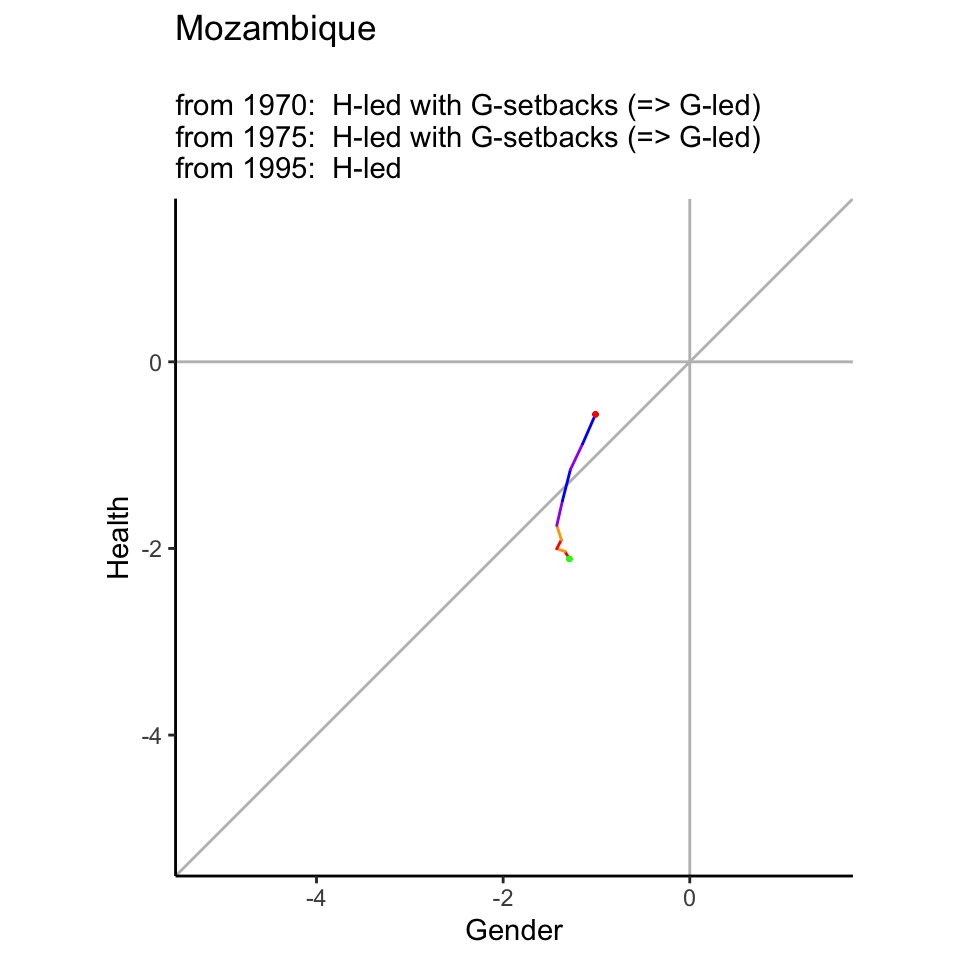 Mozambique
from 1970:  H-led with G-setbacks (=> G-led)
from 1975:  H-led with G-setbacks (=> G-led)
from 1995:  H-led
0
-2
-4
Health
-4
-2
0
Gender